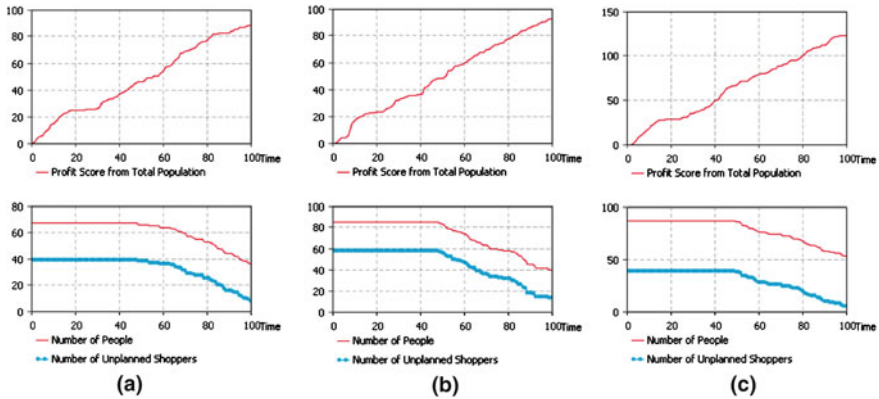 100
80
60
40
20
0
0 20 40 60 80 100Time
Profit Score from Total Population
100
80
60
40
20
0
0 20 40 60 80 100Time
Profit Score from Total Population
150
100
50
0
0 20 40 60 80 100Time
Profit Score from Total Population
80
60
40
20
0
0 20 40 60 80 100Time
Number of People
Number of Unplanned Shoppers
100
80
60
40
20
0
0 20 40 60 80 100Time
Number of People
Number of Unplanned Shoppers
100
50
0
0 20 40 60 80 100Time
Number of People
Number of Unplanned Shoppers
(a)
(b)
(c)